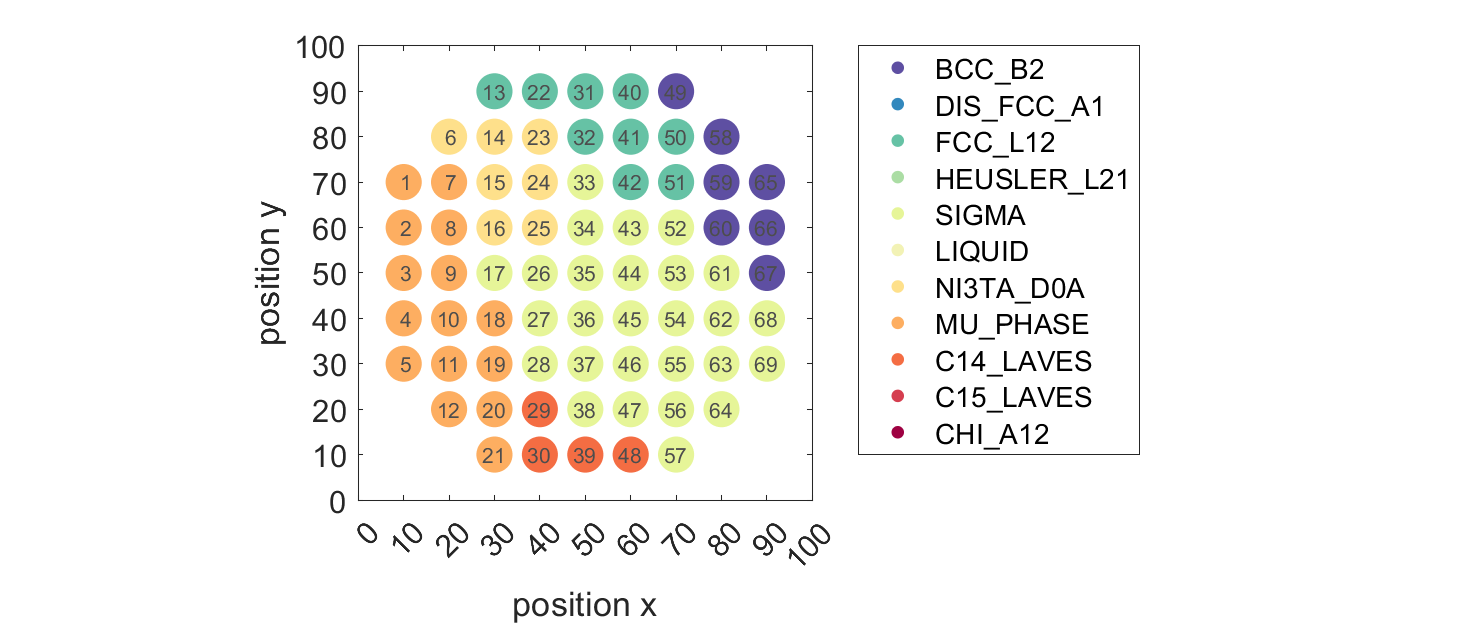 100
90
80
70
60
50
40
30
20
10
0
position y
13 22 31 40 49
6 14 23 32 41 50 58
1 7 15 24 33 42 51 59 65
2 8 16 25 34 43 52 60 66
3 9 17 26 35 44 53 61 67
4 10 18 27 36 45 54 62 68
5 11 19 28 37 46 55 63 69
12 20 29 38 47 56 64
21 30 39 48 57
0 10 20 30 40 50 60 70 80 90 100
position x
BCC_B2
DIS_FCC_A1
FCC_L12
HEUSLER_L21
SIGMA
LIQUID
NI3TA_D0A
MU_PHASE
C14_LAVES
C15_LAVES
CHI_A12